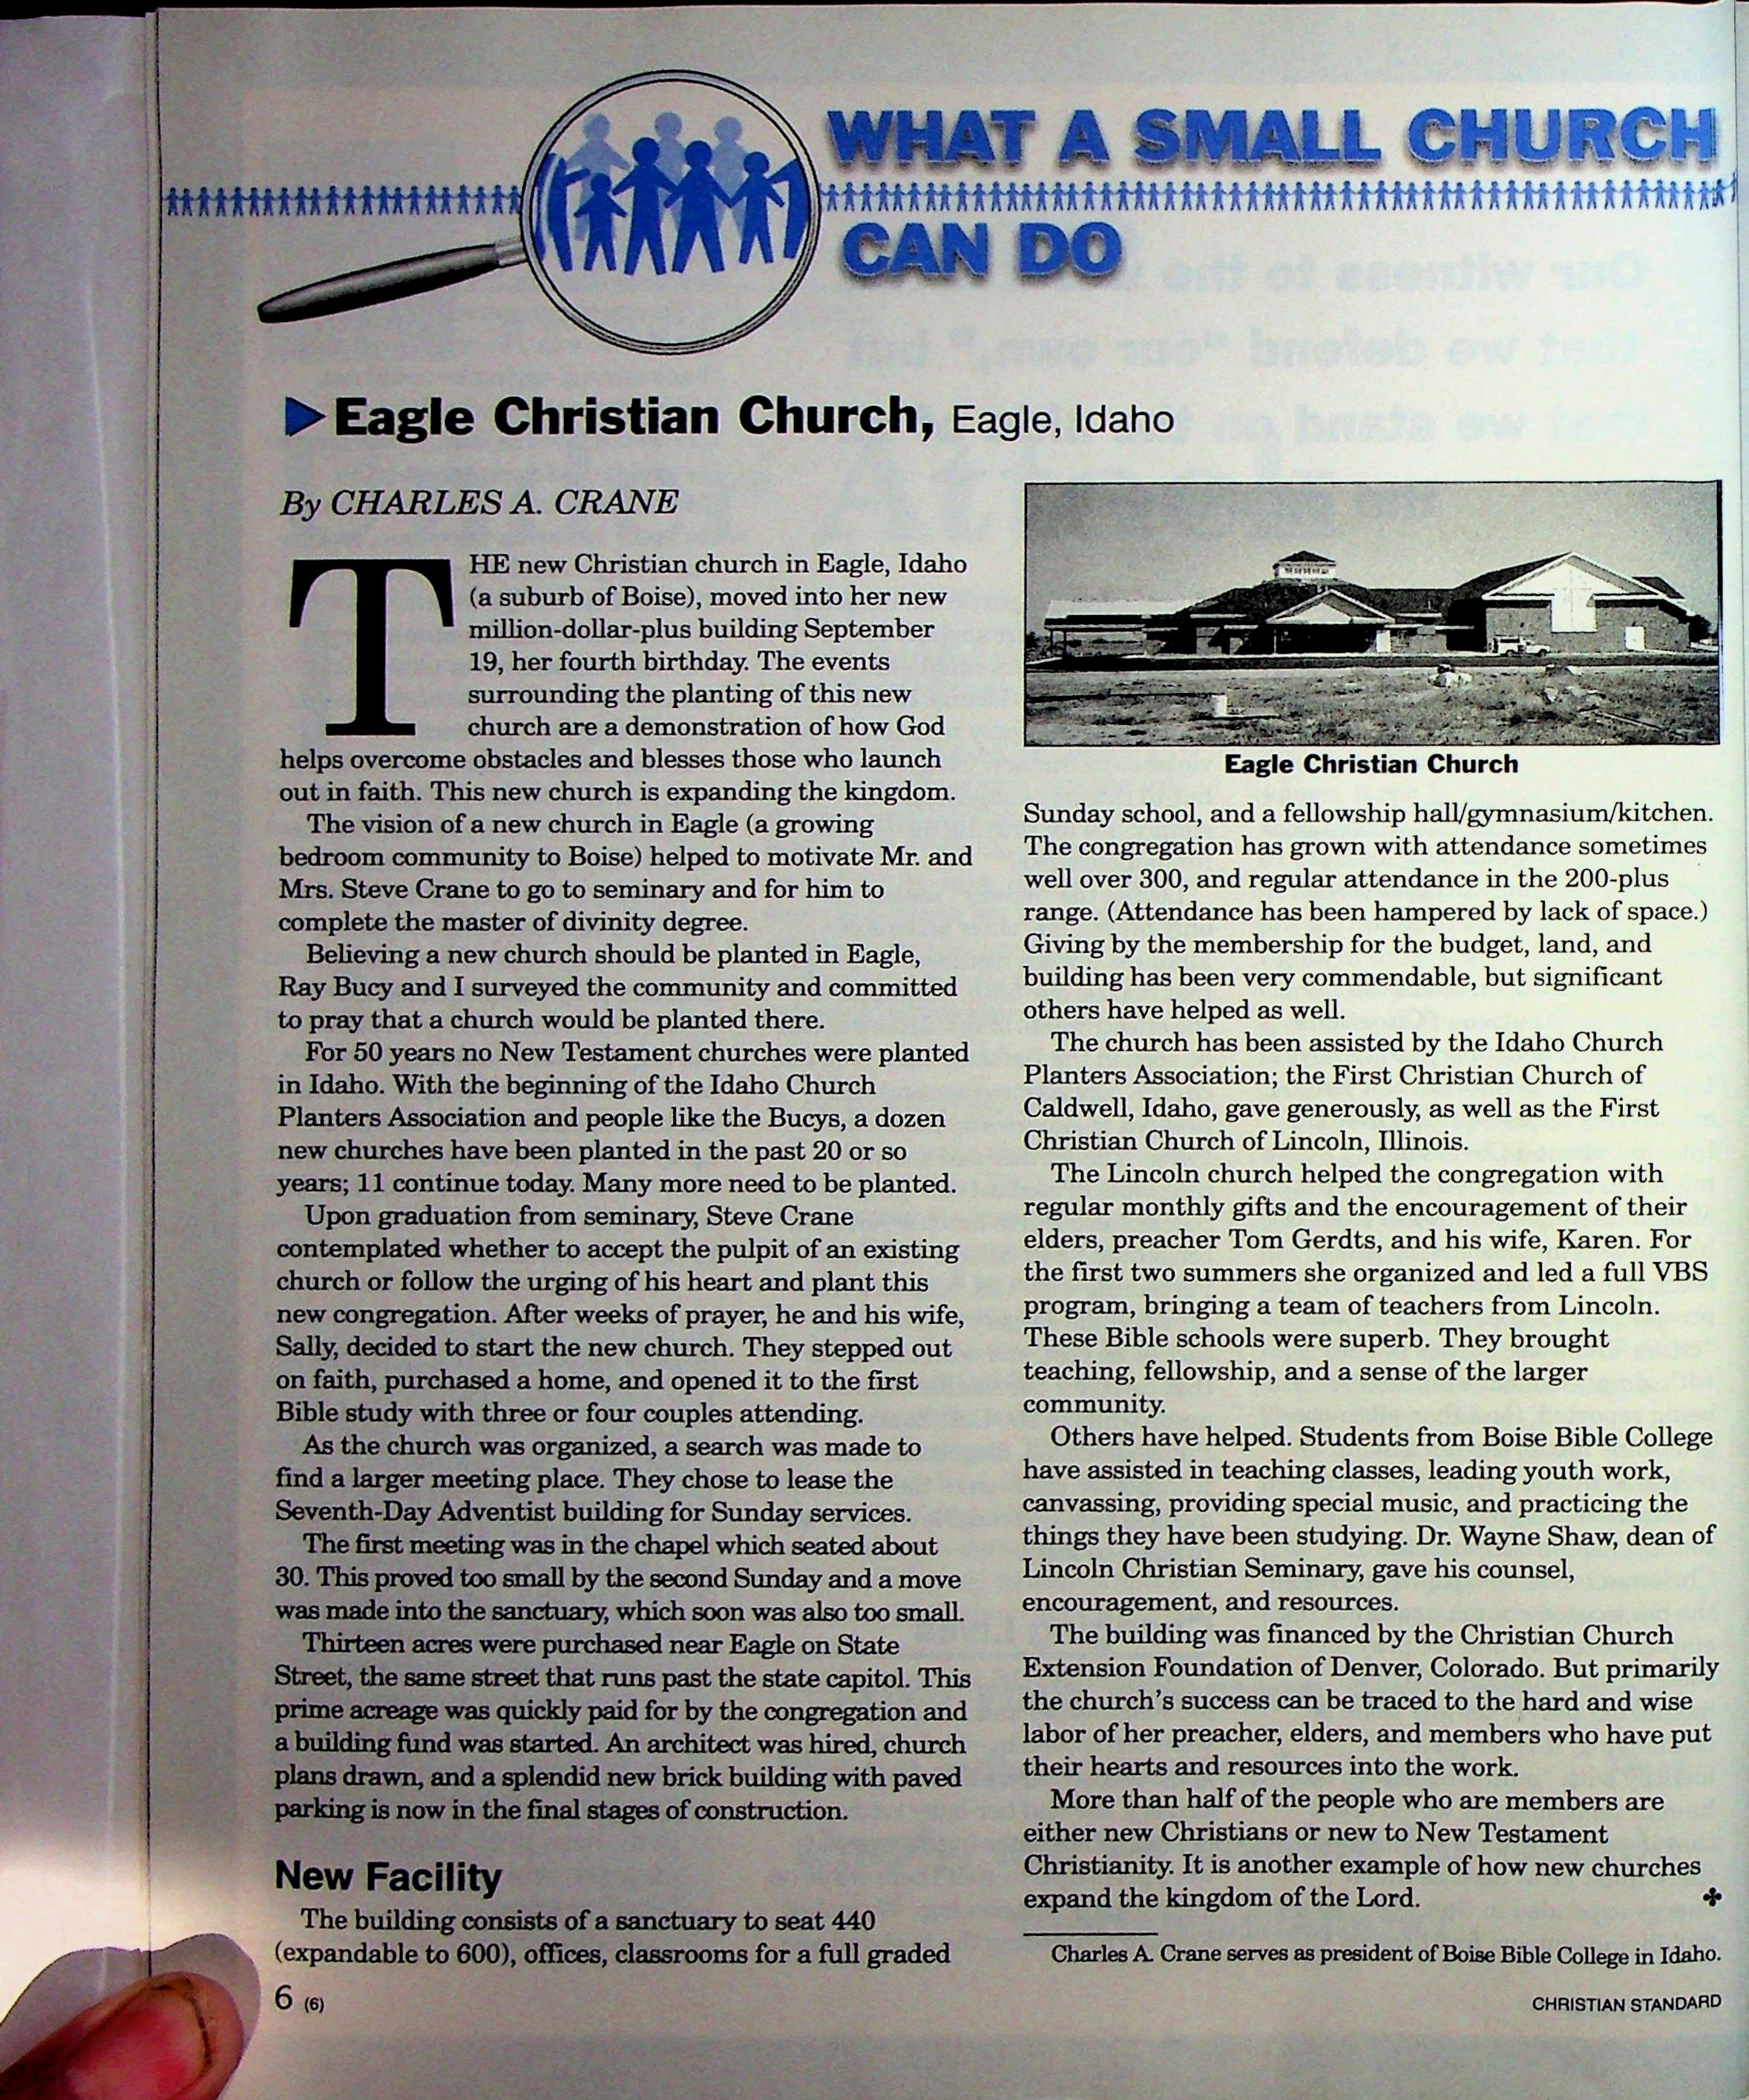 WHAT A SMALL CHURCH
CAN DO
Eagle Christian Church, Eagle, Idaho
By CHARLES A. CRANE
THE new Christian church in Eagle, Idaho
(a suburb of Boise), moved into her new
million-dollar-plus building September
19, her fourth birthday. The events
surrounding the planting of this new
church are a demonstration of how God
helps overcome obstacles and blesses those who launch
out in faith. This new church is expanding the kingdom.
The vision of a new church in Eagle (a growing
bedroom community to Boise) helped to motivate Mr. and
Mrs. Steve Crane to go to seminary and for him to
complete the master of divinity degree.
Believing a new church should be planted in Eagle,
Ray Bucy and I surveyed the community and committed
to pray that a church would be planted there.
For 50 years no New Testament churches were planted
in Idaho. With the beginning of the Idaho Church
Planters Association and people like the Bucys, a dozen
new churches have been planted in the past 20 or so
years; 11 continue today. Many more need to be planted.
Upon graduation from seminary, Steve Crane
contemplated whether to accept the pulpit of an existing
church or follow the urging of his heart and plant this
new congregation. After weeks of prayer, he and his wife,
Sally, decided to start the new church. They stepped out
on faith, purchased a home, and opened it to the first
Bible study with three or four couples attending.
As the church was organized, a search was made to
find a larger meeting place. They chose to lease the
Seventh-Day Adventist building for Sunday services.
The first meeting was in the chapel which seated about
30. This proved too small by the second Sunday and a move
was made into the sanctuary, which soon was also too small.
Thirteen acres were purchased near Eagle on State
Street, the same street that runs past the state capitol. This
prime acreage was quickly paid for by the congregation and
a building fund was started. An architect was hired, church
plans drawn, and a splendid new brick building with paved
parking is now in the final stages of construction.
New Facility
The building consists of a sanctuary to seat 440
(expandable to 600), offices, classrooms for a full graded
Eagle Christian Church
Sunday school, and a fellowship hall/gymnasium/kitchen.
The congregation has grown with attendance sometimes
well over 300, and regular attendance in the 200-plus
range. (Attendance has been hampered by lack of space.)
Giving by the membership for the budget, land, and
building has been very commendable, but significant
others have helped as well.
The church has been assisted by the Idaho Church
Planters Association; the First Christian Church of
Caldwell, Idaho, gave generously, as well as the First
Christian Church of Lincoln, Illinois.
The Lincoln church helped the congregation with
regular monthly gifts and the encouragement of their
elders, preacher Tom Gerdts, and his wife, Karen. For
the first two summers she organized and led a full VBS
program, bringing a team of teachers from Lincoln.
These Bible schools were superb. They brought
teaching, fellowship, and a sense of the larger
community.
Others have helped. Students from Boise Bible College
have assisted in teaching classes, leading youth work,
canvassing, providing special music, and practicing the
things they have been studying. Dr. Wayne Shaw, dean of
Lincoln Christian Seminary, gave his counsel,
encouragement, and resources.
The building was financed by the Christian Church
Extension Foundation of Denver, Colorado. But primarily
the church's success can be traced to the hard and wise
labor of her preacher, elders, and members who have put
their hearts and resources into the work.
More than half of the people who are members are
either new Christians or new to New Testament
Christianity. It is another example of how new churches
expand the kingdom of the Lord.
Charles A. Crane serves as president of Boise Bible College in Idaho.
6 (6)
CHRISTIAN STANDARD